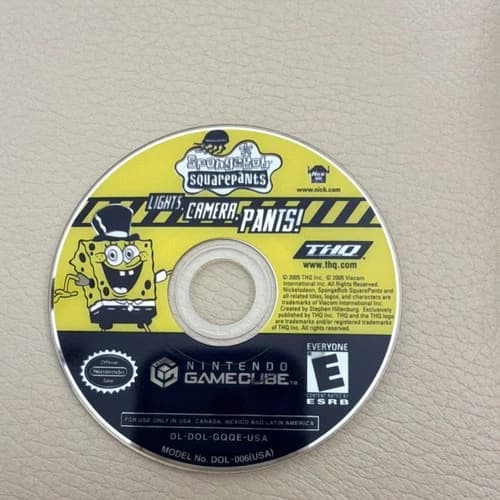 SpongeBob
SquarePants
NICK
www.nick.com
LIGHTS, CAMERA, PANTS!
THQ
www.thq.com
© 2005 THQ Inc. © 2005 Viacom
International Inc. All Rights Reserved.
Nickelodeon, SpongeBob SquarePants and
all related titles, logos, and characters are
trademarks of Viacom International Inc.
Created by Stephen Hillenburg. Exclusively
published by THQ Inc. THQ and the THQ logo
are trademarks and/or registered trademarks
of THQ Inc. All rights reserved.
Official
Nintendo
Seal
NINTENDO
GAMECUBE™
EVERYONE
E
CONTENT RATED BY
ESRB
FOR USE ONLY IN USA, CANADA, MEXICO AND LATIN AMERICA
DL-DOL-GQQE-USA
MODEL No. DOL-006(USA)